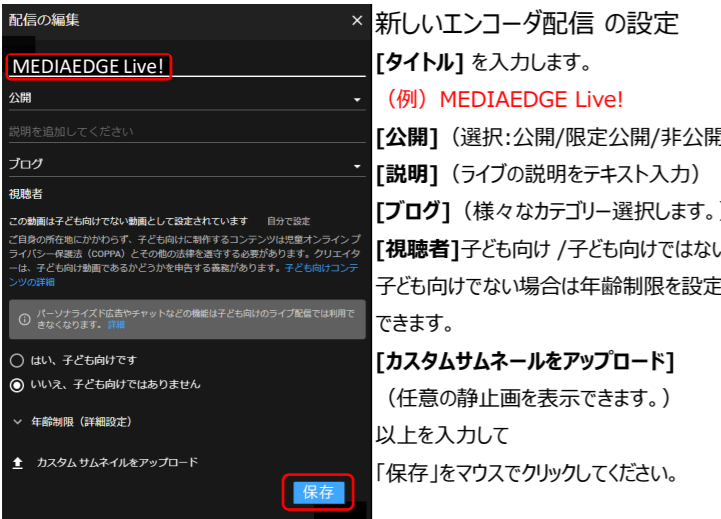 配信の編集
×
MEDIAEDGE Live!
公開
説明を追加してください
ブログ
視聴者
この動画は子ども向けでない動画として設定されています 自分で設定
ご自身の所在地にかかわらず、子ども向けに制作するコンテンツは児童オンラインプ
ライバシー保護法（COPPA）とその他の法律を遵守する必要があります。クリエイタ
ーは、子ども向け動画であるかどうかを申告する義務があります。子ども向けコンテ
ンツの詳細
パーソナライズド広告やチャットなどの機能は子ども向けのライブ配信では利用で
きなくなります。詳細
はい、子ども向けです
いいえ、子ども向けではありません
年齢制限（詳細設定）
カスタム サムネイルをアップロード
保存
新しいエンコーダ配信 の設定
[タイトル] を入力します。
（例）MEDIAEDGE Live!
[公開]（選択:公開/限定公開/非公開
[説明]（ライブの説明をテキスト入力）
[ブログ]（様々なカテゴリー選択します。）
[視聴者]子ども向け /子ども向けではない
子ども向けでない場合は年齢制限を設定
できます。
[カスタムサムネールをアップロード]
（任意の静止画を表示できます。）
以上を入力して
「保存」をマウスでクリックしてください。